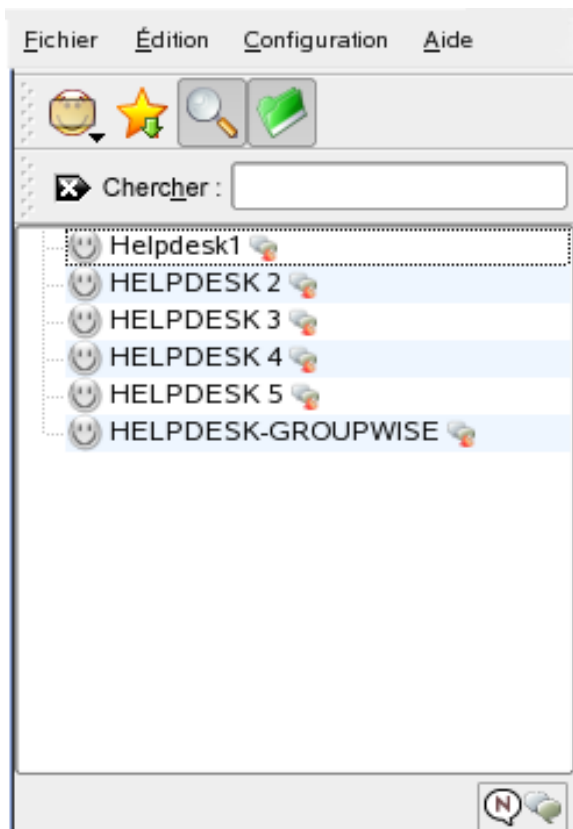 Fichier Édition Configuration Aide
Chercher :
Helpdesk1
HELPDESK 2
HELPDESK 3
HELPDESK 4
HELPDESK 5
HELPDESK-GROUPWISE
N